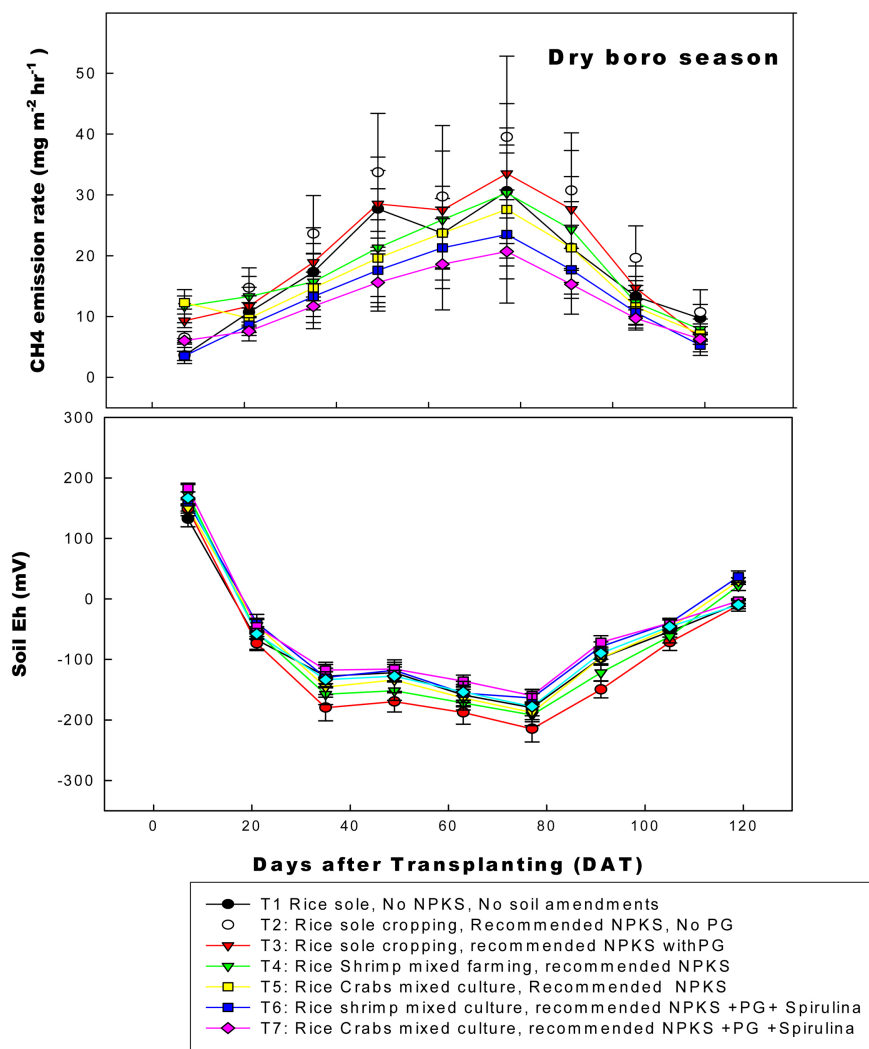 Dry boro season
CH4 emission rate (mg m⁻² hr⁻¹)
50
40
30
20
10
0
300
200
100
0
-100
-200
-300
Soil Eh (mV)
0 20 40 60 80 100 120
Days after Transplanting (DAT)
T1 Rice sole, No NPKS, No soil amendments
T2: Rice sole cropping, Recommended NPKS, No PG
T3: Rice sole cropping, recommended NPKS withPG
T4: Rice Shrimp mixed farming, recommended NPKS
T5: Rice Crabs mixed culture, Recommended NPKS
T6: Rice shrimp mixed culture, recommended NPKS +PG+ Spirulina
T7: Rice Crabs mixed culture, recommended NPKS +PG +Spirulina